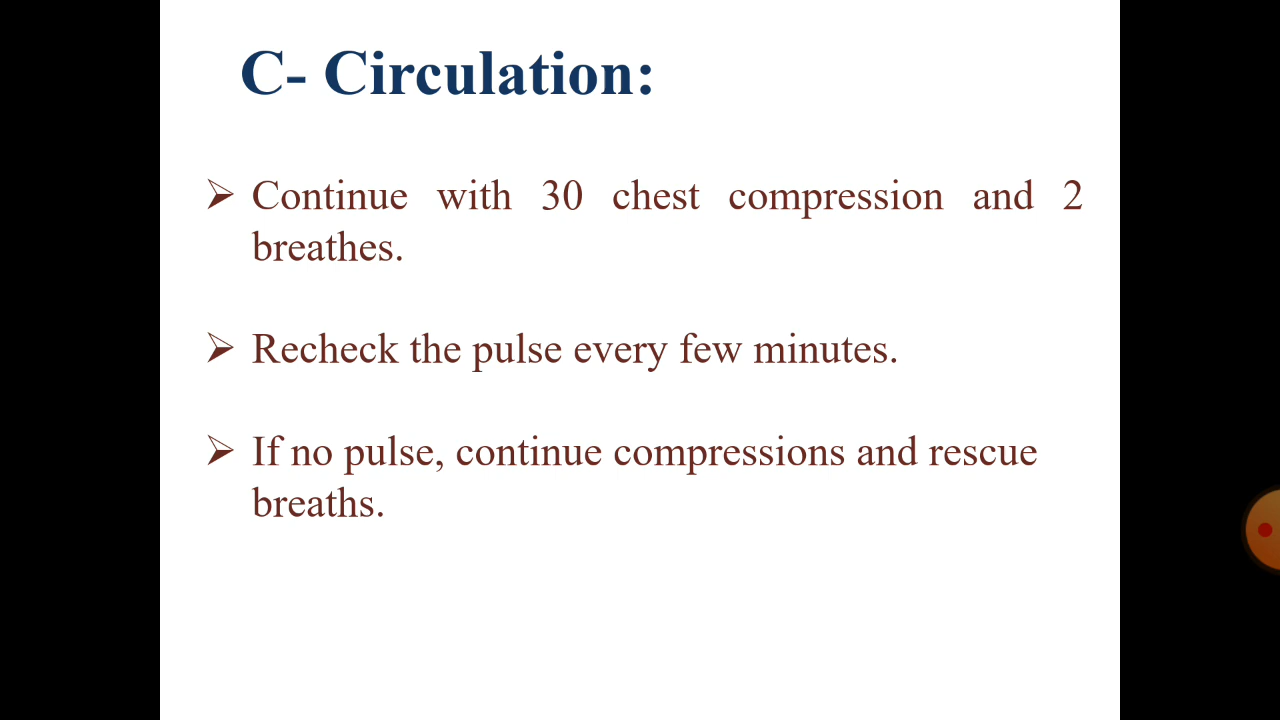 C- Circulation:
➢ Continue with 30 chest compression and 2
breathes.
➢ Recheck the pulse every few minutes.
➢ If no pulse, continue compressions and rescue
breaths.